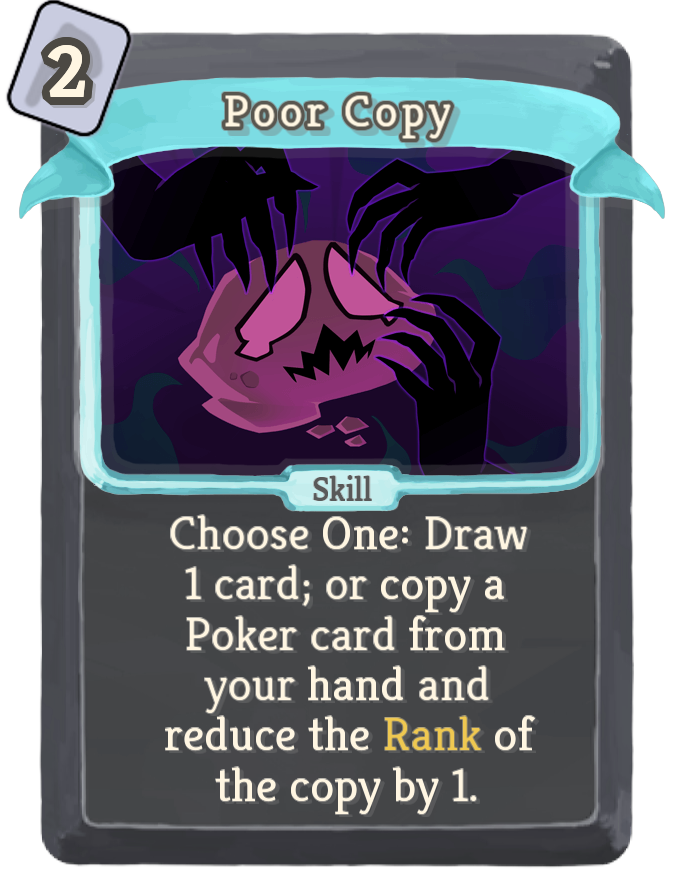 2
Poor Copy
Skill
Choose One: Draw
1 card; or copy a
Poker card from
your hand and
reduce the Rank of
the copy by 1.